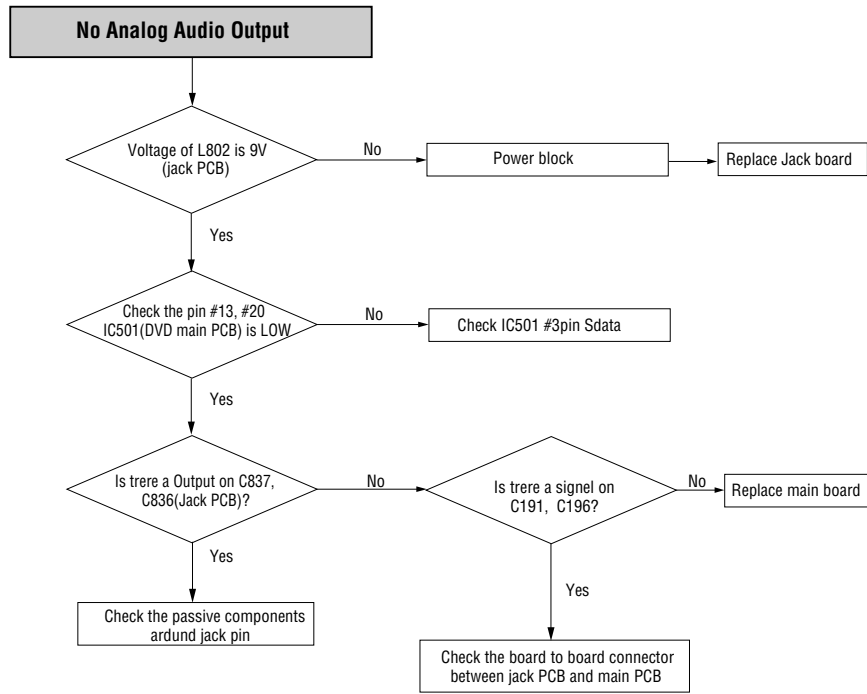 No Analog Audio Output
Voltage of L802 is 9V
(jack PCB)
No
Power block
Replace Jack board
Yes
Check the pin #13, #20
IC501(DVD main PCB) is LOW
No
Check IC501 #3pin Sdata
Yes
Is trere a Output on C837,
C836(Jack PCB)?
No
Is trere a signel on
C191, C196?
No
Replace main board
Yes
Check the passive components
ardund jack pin
Yes
Check the board to board connector
between jack PCB and main PCB